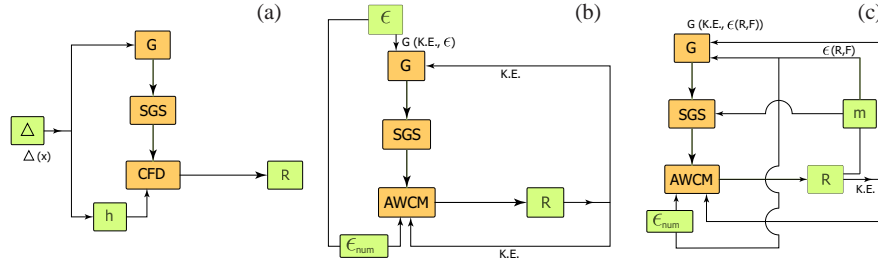 (a)
G
SGS
Δ
Δ(x)
CFD
R
h
(b)
ϵ
G (K.E., ϵ)
G
K.E.
SGS
AWCM
R
ϵnum
K.E.
(c)
G (K.E., ϵ(R,F))
G
ϵ(R,F)
SGS
m
AWCM
R
K.E.
ϵnum